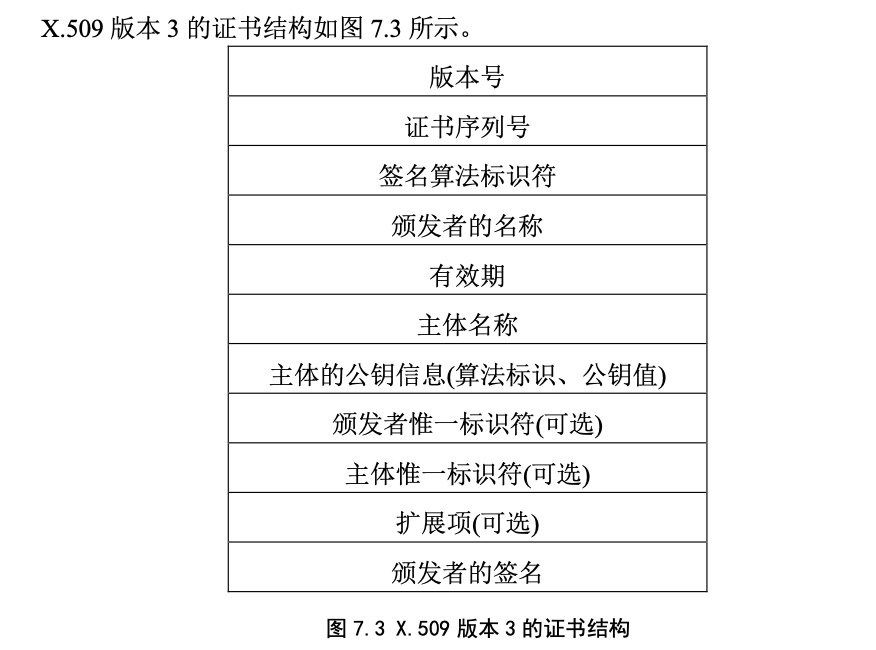 X.509 版本 3 的证书结构如图 7.3 所示。
版本号
证书序列号
签名算法标识符
颁发者的名称
有效期
主体名称
主体的公钥信息(算法标识、公钥值)
颁发者惟一标识符(可选)
主体惟一标识符(可选)
扩展项(可选)
颁发者的签名
图 7.3 X.509 版本 3 的证书结构